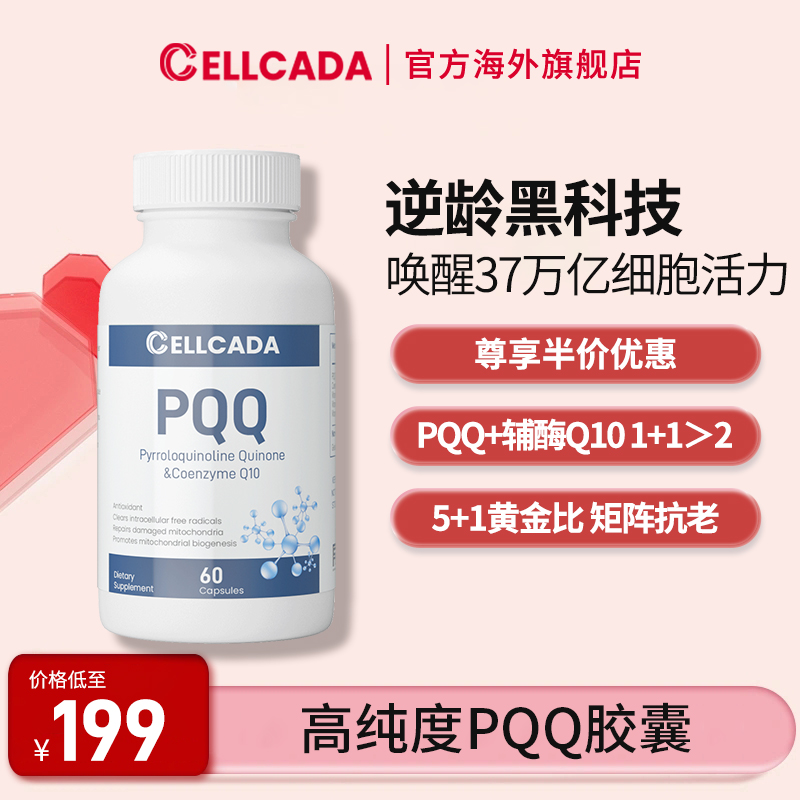 CELLCADA | 官方海外旗舰店
逆龄黑科技
唤醒37万亿细胞活力
尊享半价优惠
PQQ+辅酶Q10 1+1＞2
5+1黄金比 矩阵抗老
CELLCADA
PQQ
Pyrroloquinoline Quinone
&Coenzyme Q10
Antioxidant
Clears intracellular free radicals
Repairs damaged mitochondria
Promotes mitochondrial biogenesis
Dietary
Supplement
60
Capsules
价格低至
¥199
高纯度PQQ胶囊